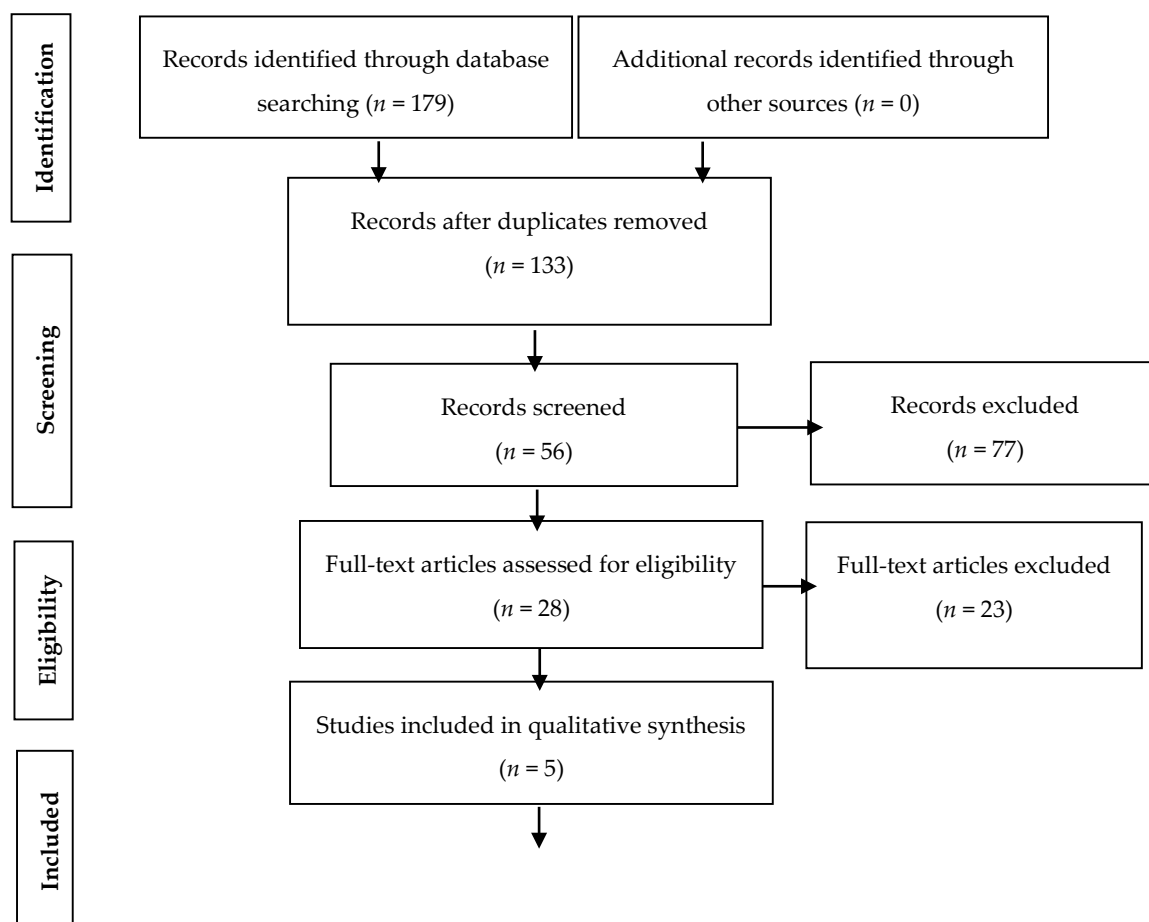 Identification
Records identified through database
searching (n = 179)
Additional records identified through
other sources (n = 0)
Records after duplicates removed
(n = 133)
Screening
Records screened
(n = 56)
Records excluded
(n = 77)
Eligibility
Full-text articles assessed for eligibility
(n = 28)
Full-text articles excluded
(n = 23)
Studies included in qualitative synthesis
(n = 5)
Included